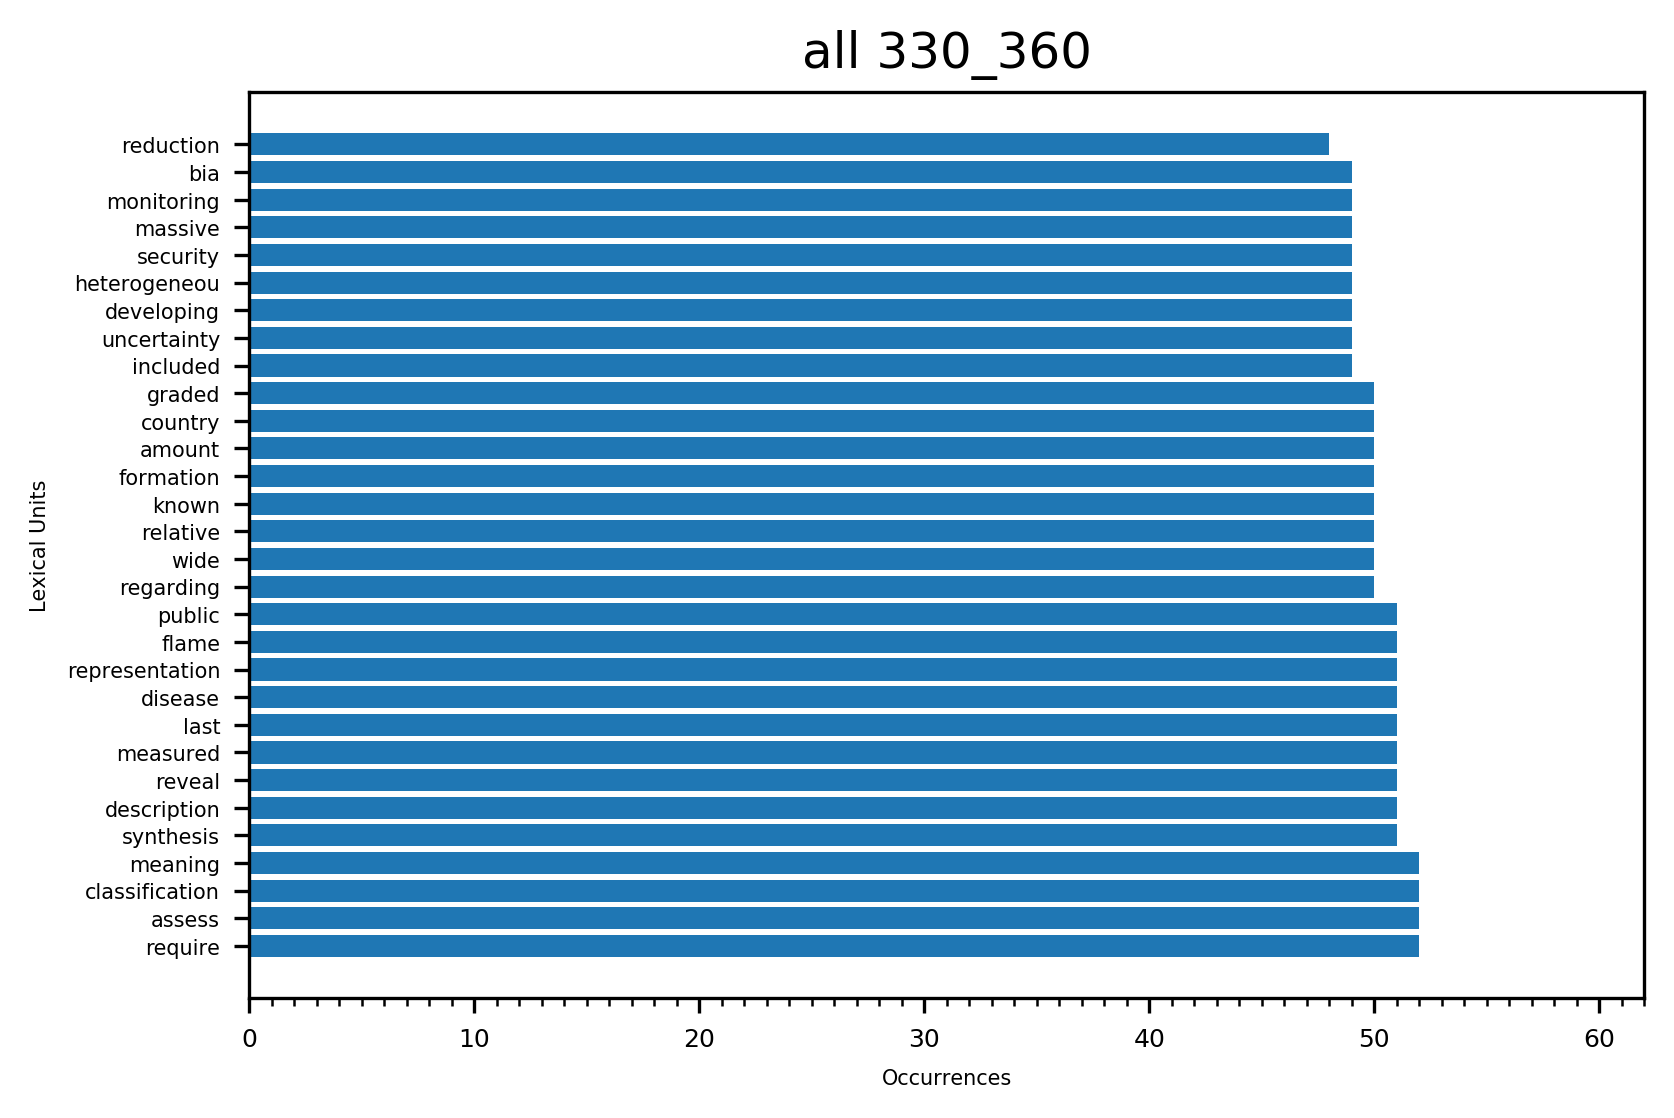 all 330_360
reduction
bia
monitoring
massive
security
heterogeneou
developing
uncertainty
included
graded
country
amount
formation
known
relative
wide
regarding
public
flame
representation
disease
last
measured
reveal
description
synthesis
meaning
classification
assess
require
Lexical Units
0 10 20 30 40 50 60
Occurrences